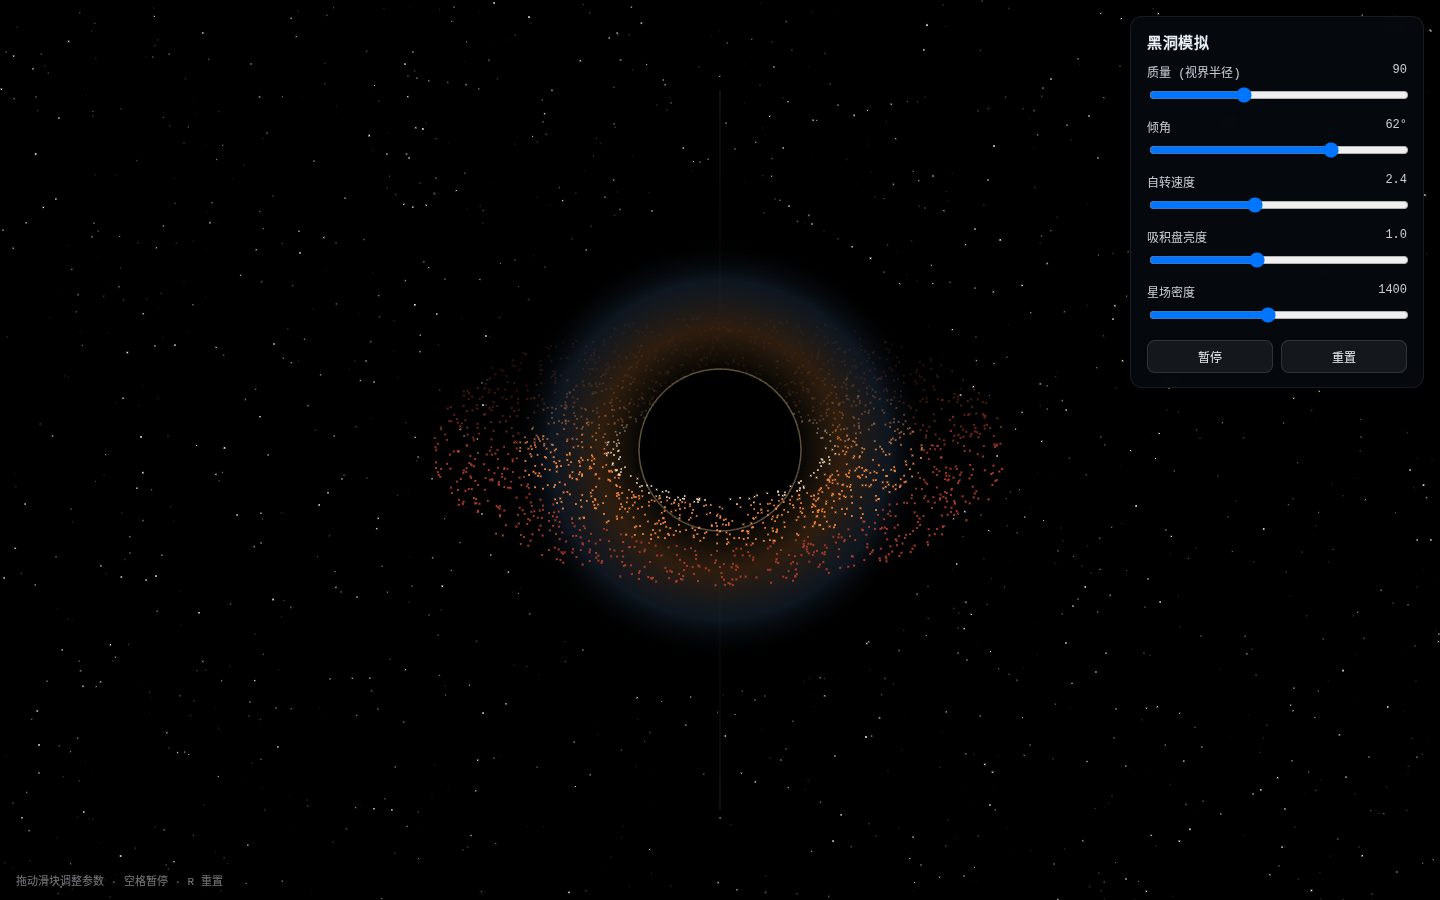 黑洞模拟
质量 (视界半径) 90
倾角 62°
自转速度 2.4
吸积盘亮度 1.0
星场密度 1400
暂停 重置
拖动滑块调整参数 · 空格暂停 · R 重置